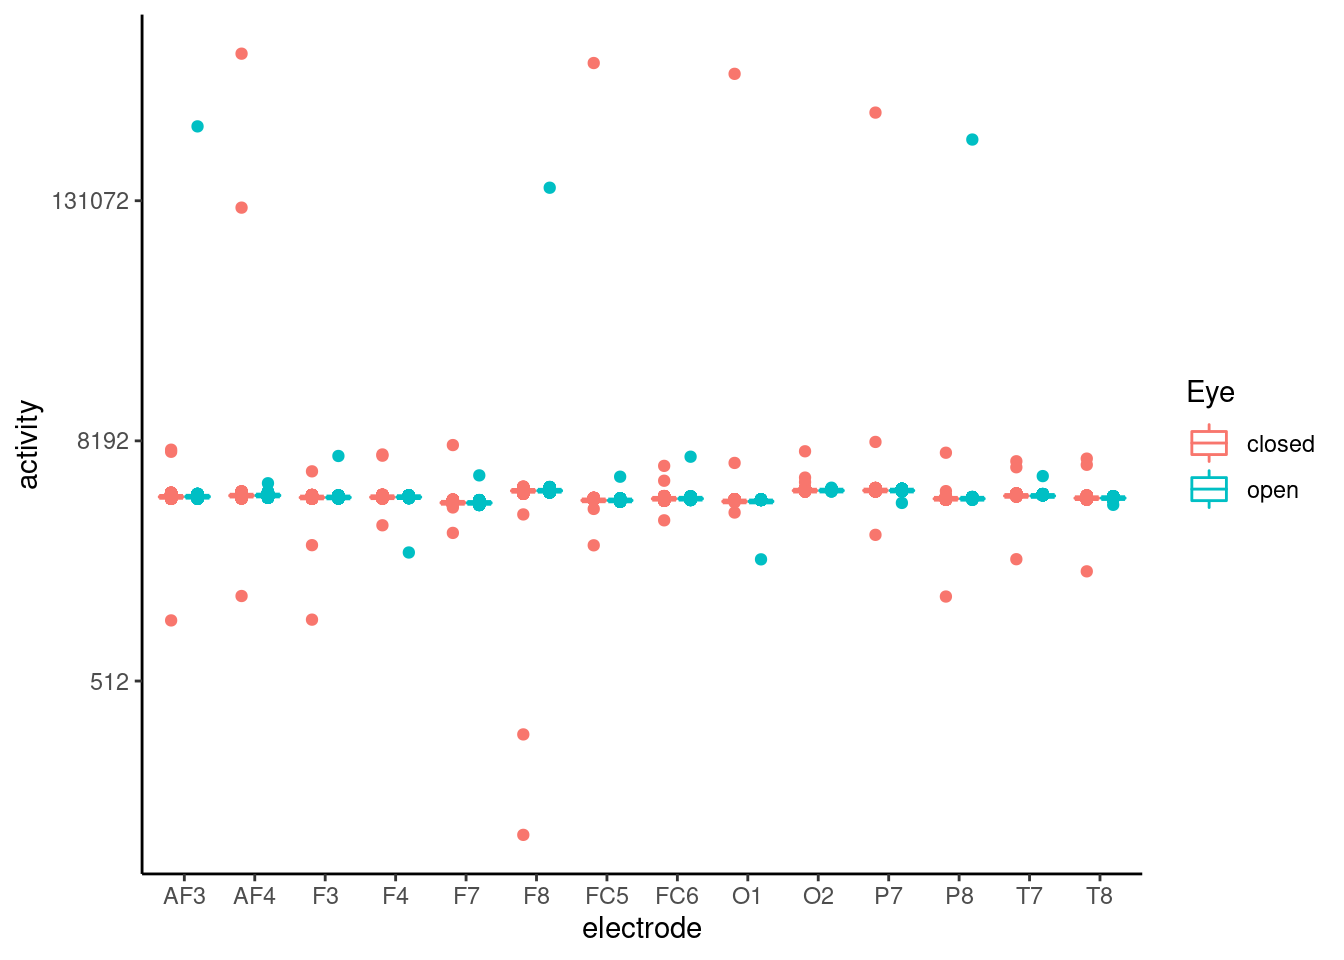 activity
131072
8192
512
AF3 AF4 F3 F4 F7 F8 FC5 FC6 O1 O2 P7 P8 T7 T8
electrode
Eye
closed
open